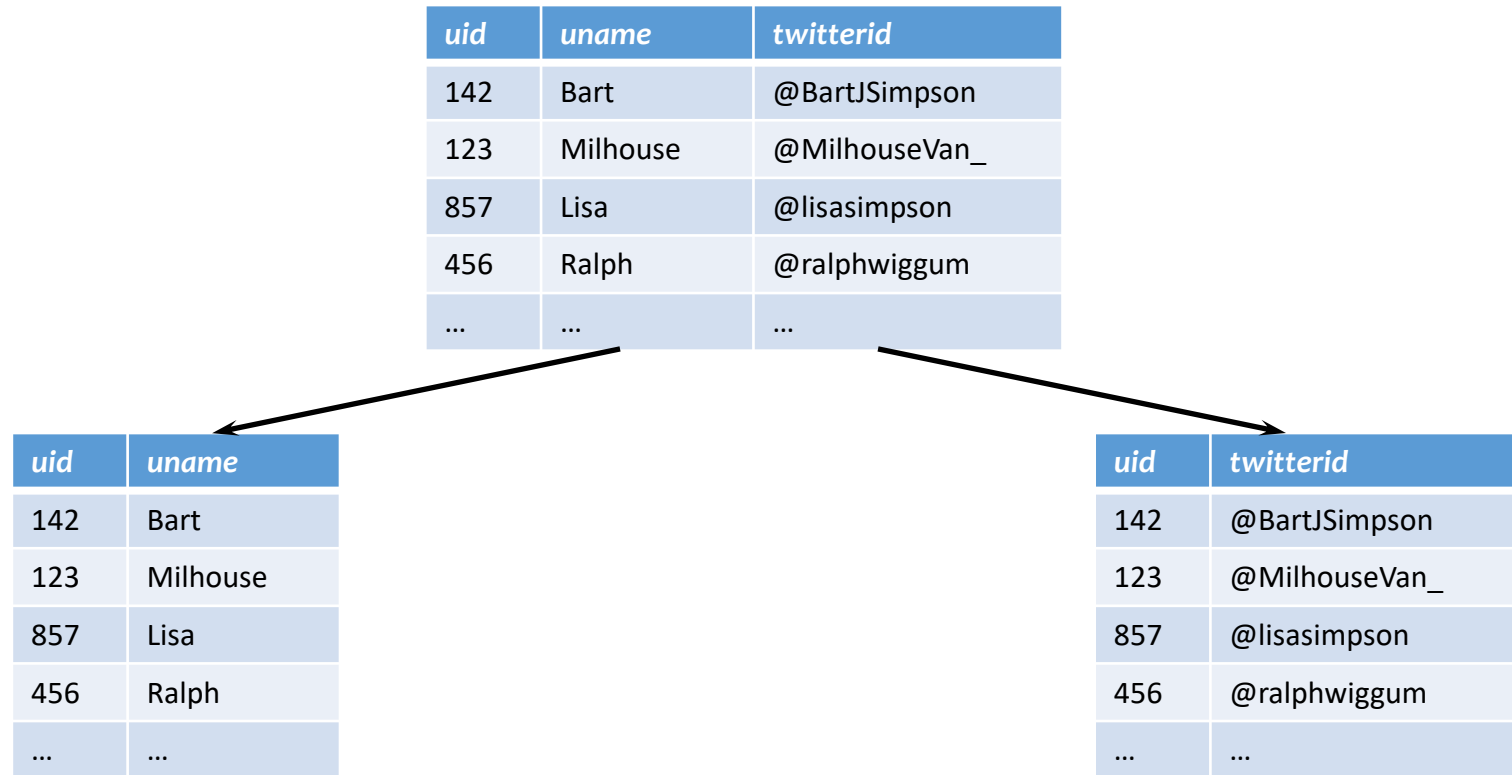 uid uname twitterid
142 Bart @BartJSimpson
123 Milhouse @MilhouseVan_
857 Lisa @lisasimpson
456 Ralph @ralphwiggum
... ... ...
uid uname
142 Bart
123 Milhouse
857 Lisa
456 Ralph
... ...
uid twitterid
142 @BartJSimpson
123 @MilhouseVan_
857 @lisasimpson
456 @ralphwiggum
... ...